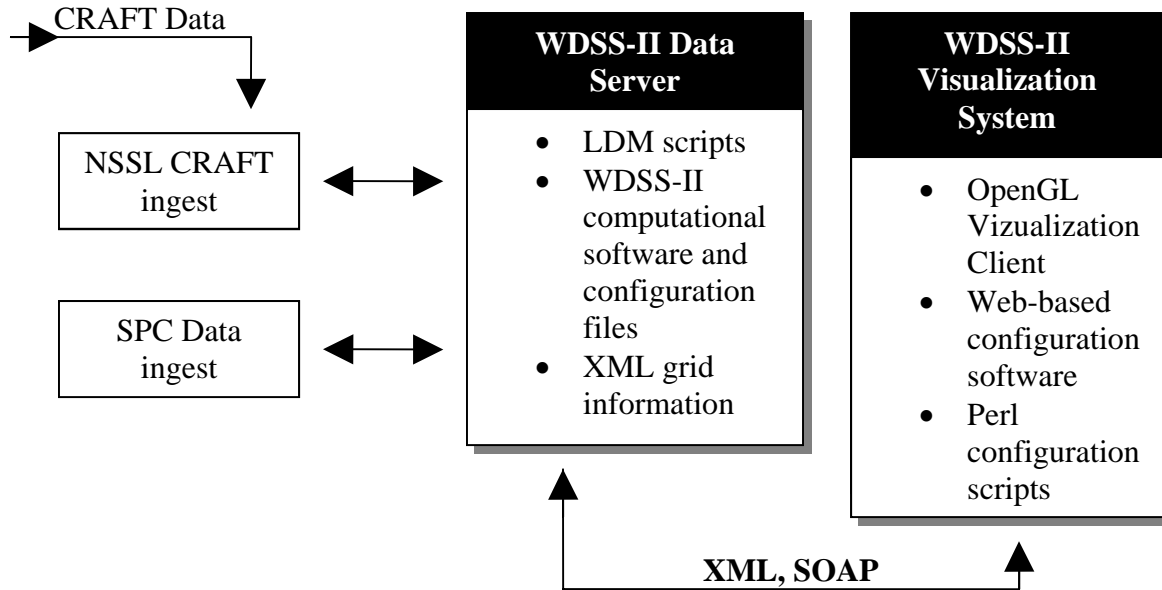 CRAFT Data
NSSL CRAFT
ingest
SPC Data
ingest
WDSS-II Data
Server
• LDM scripts
• WDSS-II
computational
software and
configuration
files
• XML grid
information
WDSS-II
Visualization
System
• OpenGL
Vizualization
Client
• Web-based
configuration
software
• Perl
configuration
scripts
XML, SOAP